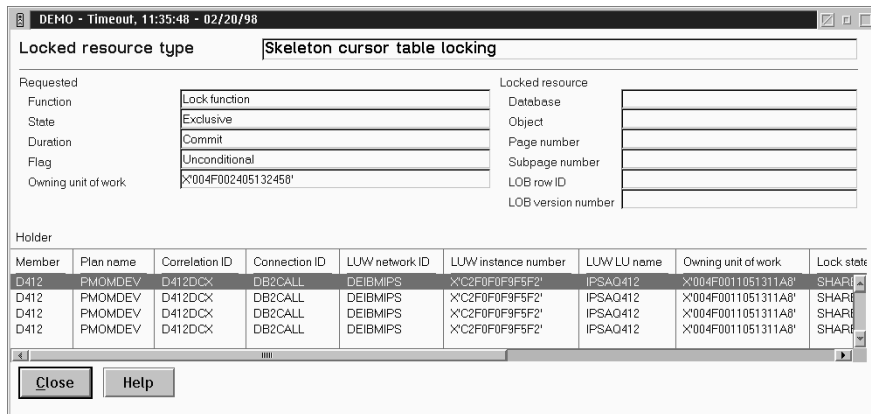 DEMO - Timeout, 11:35:48 - 02/20/98
Locked resource type Skeleton cursor table locking
Requested Locked resource
Function Lock function Database
State Exclusive Object
Duration Commit Page number
Flag Unconditional Subpage number
Owning unit of work X'004F002405132458' LOB row ID
LOB version number
Holder
Member Plan name Correlation ID Connection ID LUW network ID LUW instance number LUW LU name Owning unit of work Lock state
D412 PMOMDEV D412DCX DB2CALL DEIBMIPS X'C2F0F0F9F5F2' IPSAQ412 X'004F0011051311A8' SHARE
D412 PMOMDEV D412DCX DB2CALL DEIBMIPS X'C2F0F0F9F5F2' IPSAQ412 X'004F0011051311A8' SHARE
D412 PMOMDEV D412DCX DB2CALL DEIBMIPS X'C2F0F0F9F5F2' IPSAQ412 X'004F0011051311A8' SHARE
D412 PMOMDEV D412DCX DB2CALL DEIBMIPS X'C2F0F0F9F5F2' IPSAQ412 X'004F0011051311A8' SHARE
Close Help